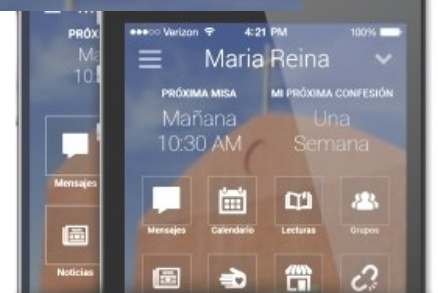 Verizon 4:21 PM 100%
Maria Reina
PRÓXIMA MISA MI PRÓXIMA CONFESIÓN
Mañana Una
10:30 AM Semana
Mensajes Calendario Lecturas Grupos
PRÓX
Ma
10:
Mensajes
Noticias